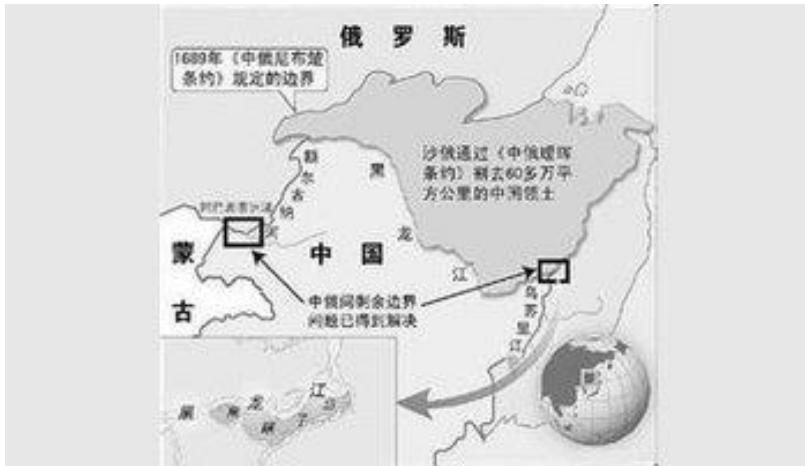 俄罗斯
1689年《中俄尼布楚
条约》规定的边界
沙俄通过《中俄瑷珲
条约》割去60多万平
方公里的中国领土
额尔古纳河
黑龙江
蒙古
中国
中俄间剩余边界
问题已得到解决
乌苏里江
黑龙江
黑瞎子岛